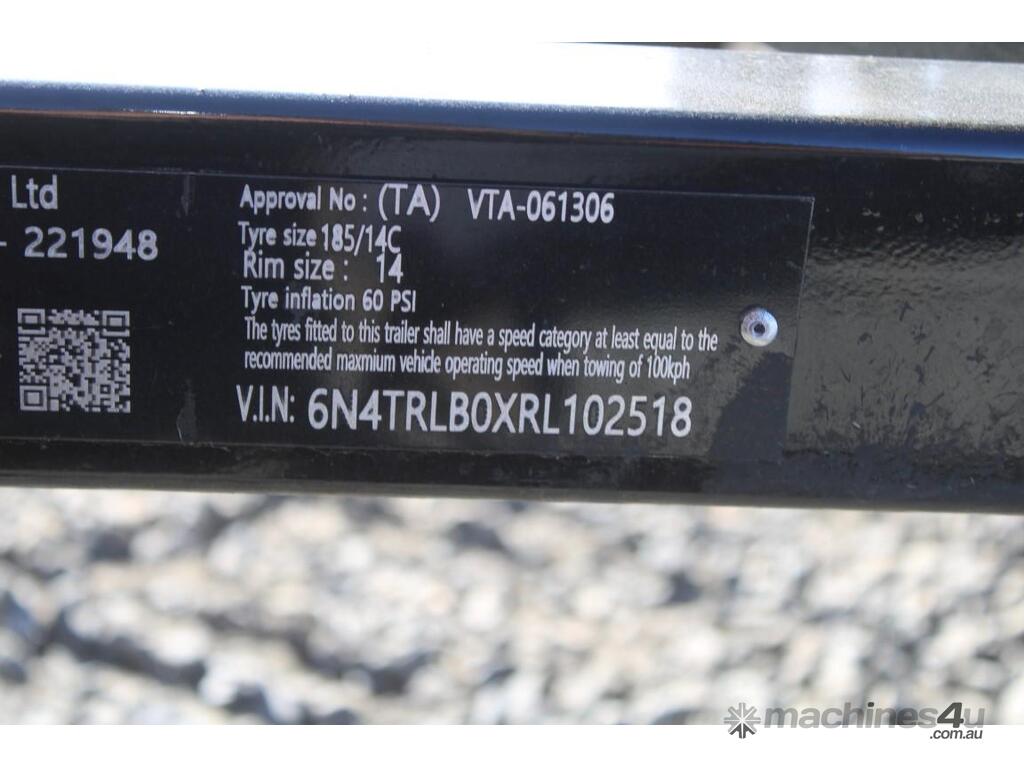 Ltd
- 221948
Approval No : (TA) VTA-061306
Tyre size 185/14C
Rim size : 14
Tyre inflation 60 PSI
The tyres fitted to this trailer shall have a speed category at least equal to the
recommended maxmium vehicle operating speed when towing of 100kph
V.I.N: 6N4TRLB0XRL102518
machines4u
.com.au